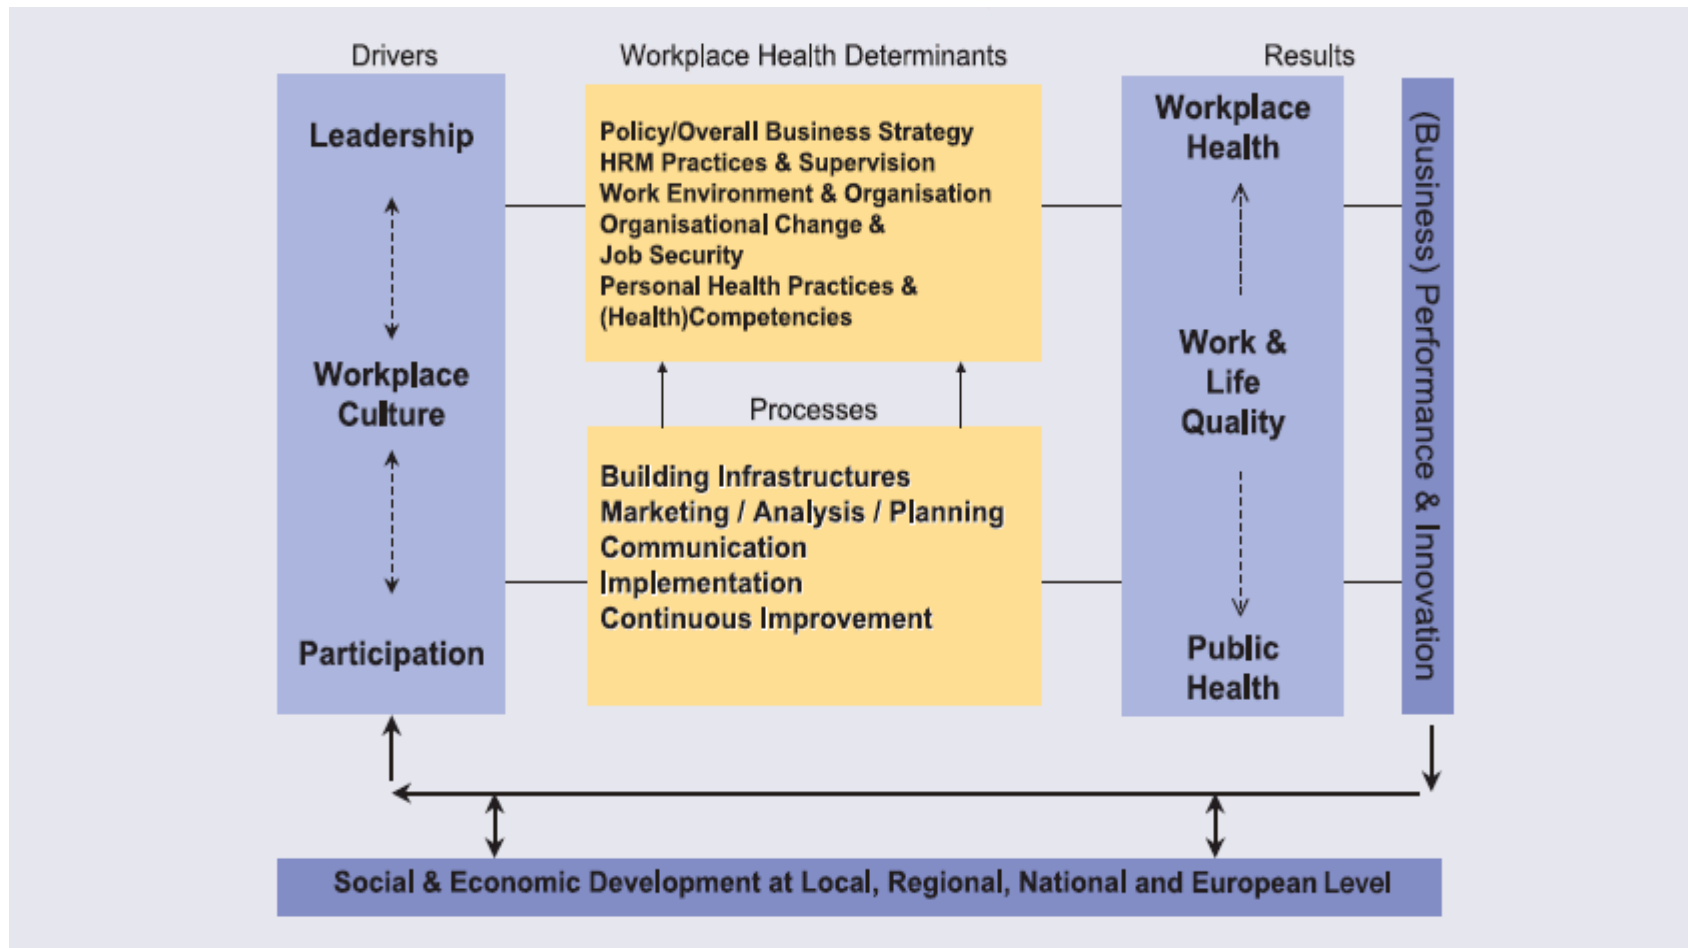 Drivers
Leadership
Workplace
Culture
Participation
Workplace Health Determinants
Policy/Overall Business Strategy
HRM Practices & Supervision
Work Environment & Organisation
Organisational Change &
Job Security
Personal Health Practices &
(Health)Competencies
Processes
Building Infrastructures
Marketing / Analysis / Planning
Communication
Implementation
Continuous Improvement
Results
Workplace
Health
Work &
Life
Quality
Public
Health
(Business) Performance & Innovation
Social & Economic Development at Local, Regional, National and European Level